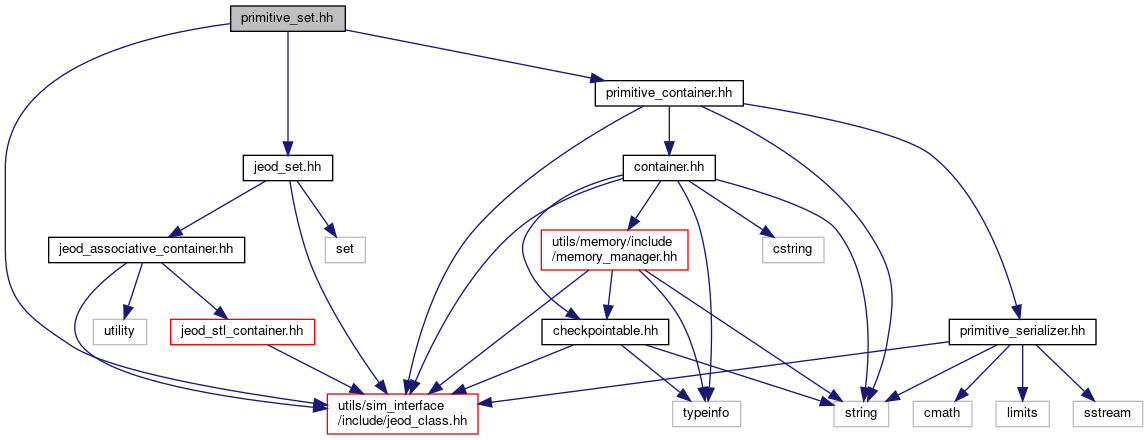 primitive_set.hh
primitive_container.hh
jeod_set.hh
container.hh
jeod_associative_container.hh
set
utils/memory/include
/memory_manager.hh
cstring
utility
jeod_stl_container.hh
checkpointable.hh
primitive_serializer.hh
utils/sim_interface
/include/jeod_class.hh
typeinfo
string
cmath
limits
sstream